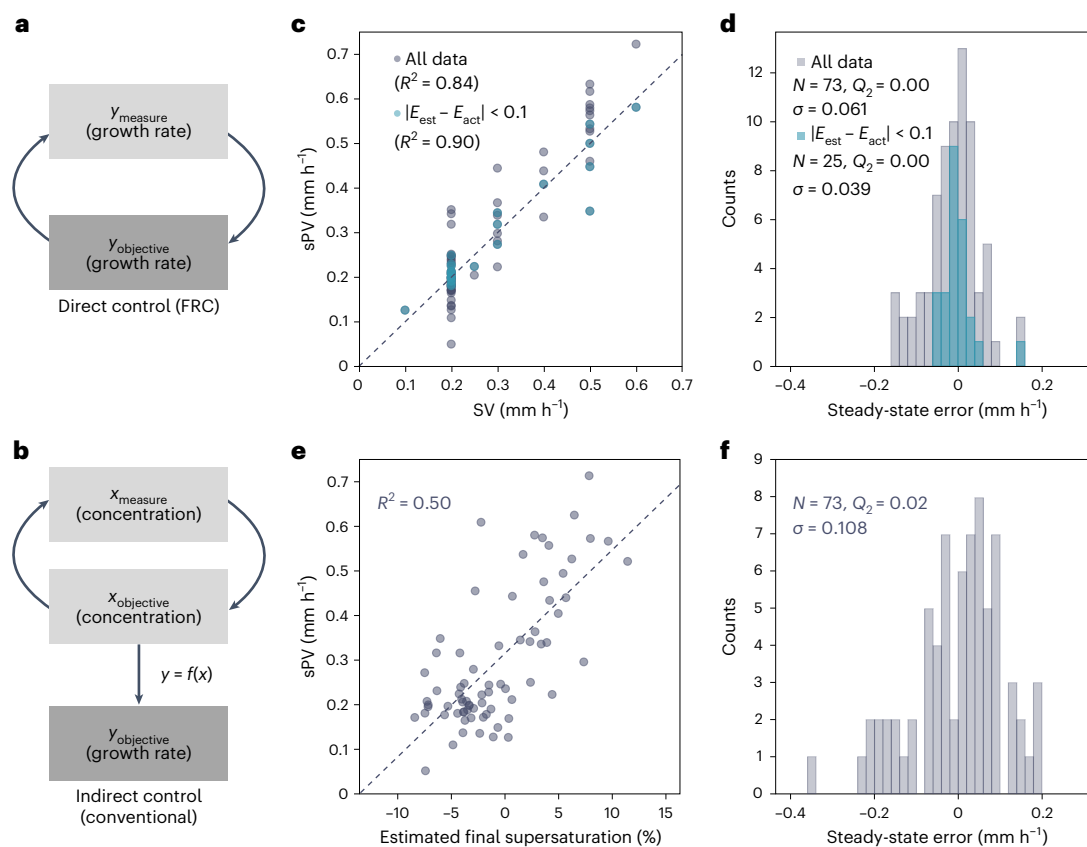 a
y_measure
(growth rate)
y_objective
(growth rate)
Direct control (FRC)
b
x_measure
(concentration)
x_objective
(concentration)
y = f(x)
y_objective
(growth rate)
Indirect control
(conventional)
c
sPV (mm h⁻¹)
0.7
0.6
0.5
0.4
0.3
0.2
0.1
0
All data
(R² = 0.84)
|E_est – E_act| < 0.1
(R² = 0.90)
0.1 0.2 0.3 0.4 0.5 0.6 0.7
SV (mm h⁻¹)
d
Counts
12
10
8
6
4
2
0
All data
N = 73, Q₂ = 0.00
σ = 0.061
|E_est – E_act| < 0.1
N = 25, Q₂ = 0.00
σ = 0.039
–0.4 –0.2 0 0.2
Steady-state error (mm h⁻¹)
e
sPV (mm h⁻¹)
0.7
0.6
0.5
0.4
0.3
0.2
0.1
0
R² = 0.50
–10 –5 0 5 10 15
Estimated final supersaturation (%)
f
Counts
9
8
7
6
5
4
3
2
1
0
N = 73, Q₂ = 0.02
σ = 0.108
–0.4 –0.2 0 0.2
Steady-state error (mm h⁻¹)